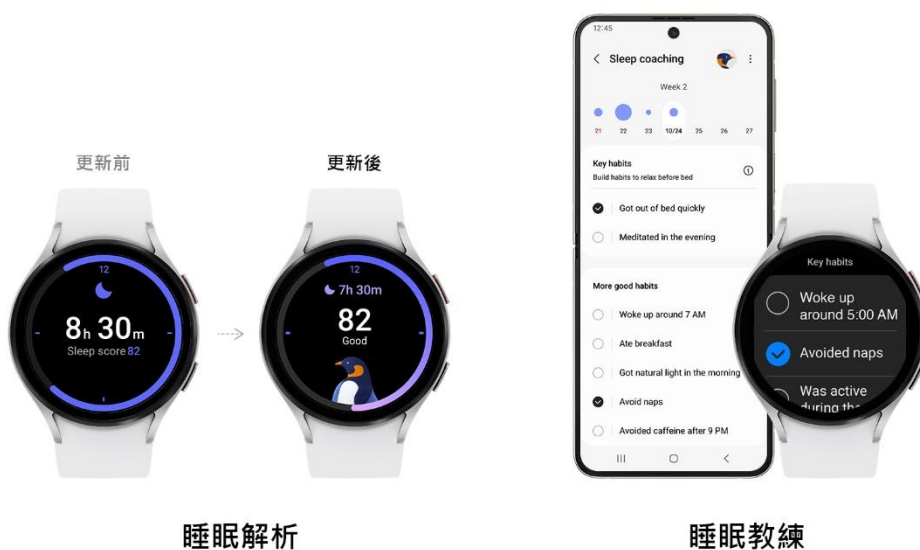 更新前
更新後
12
8h 30m
Sleep score 82
12
7h 30m
82
Good
睡眠解析
12:45
Sleep coaching
Week 2
21 22 23 10/24 25 26 27
Key habits
Build habits to relax before bed
Got out of bed quickly
Meditated in the evening
More good habits
Woke up around 7 AM
Ate breakfast
Got natural light in the morning
Avoid naps
Avoided caffeine after 9 PM
Key habits
Woke up
around 5:00 AM
Avoided naps
Was active
during the
睡眠教練